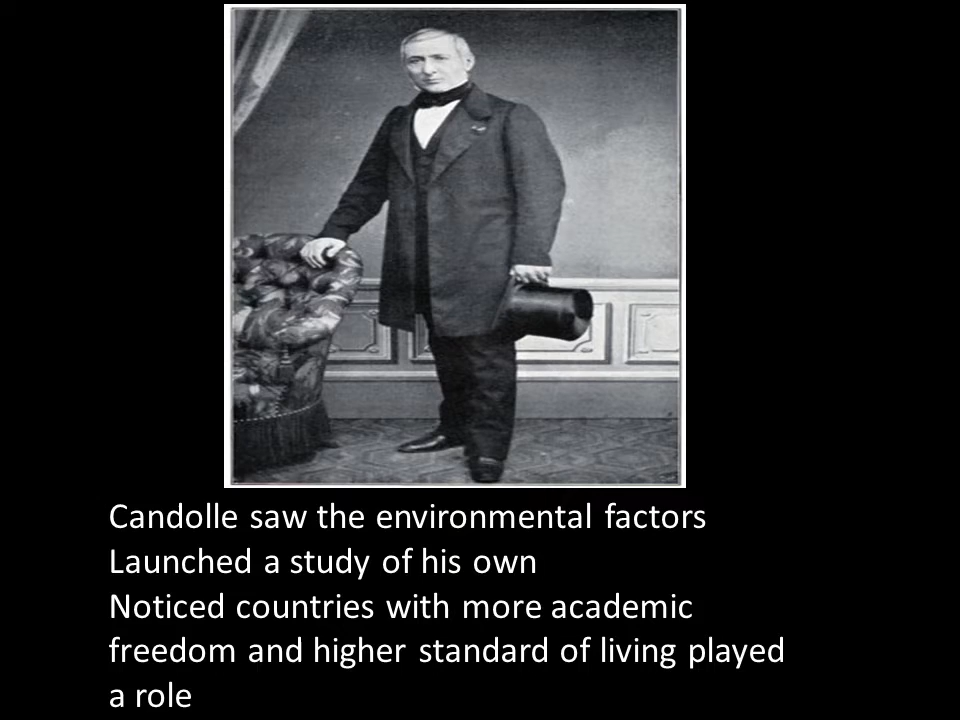 Candolle saw the environmental factors
Launched a study of his own
Noticed countries with more academic
freedom and higher standard of living played
a role